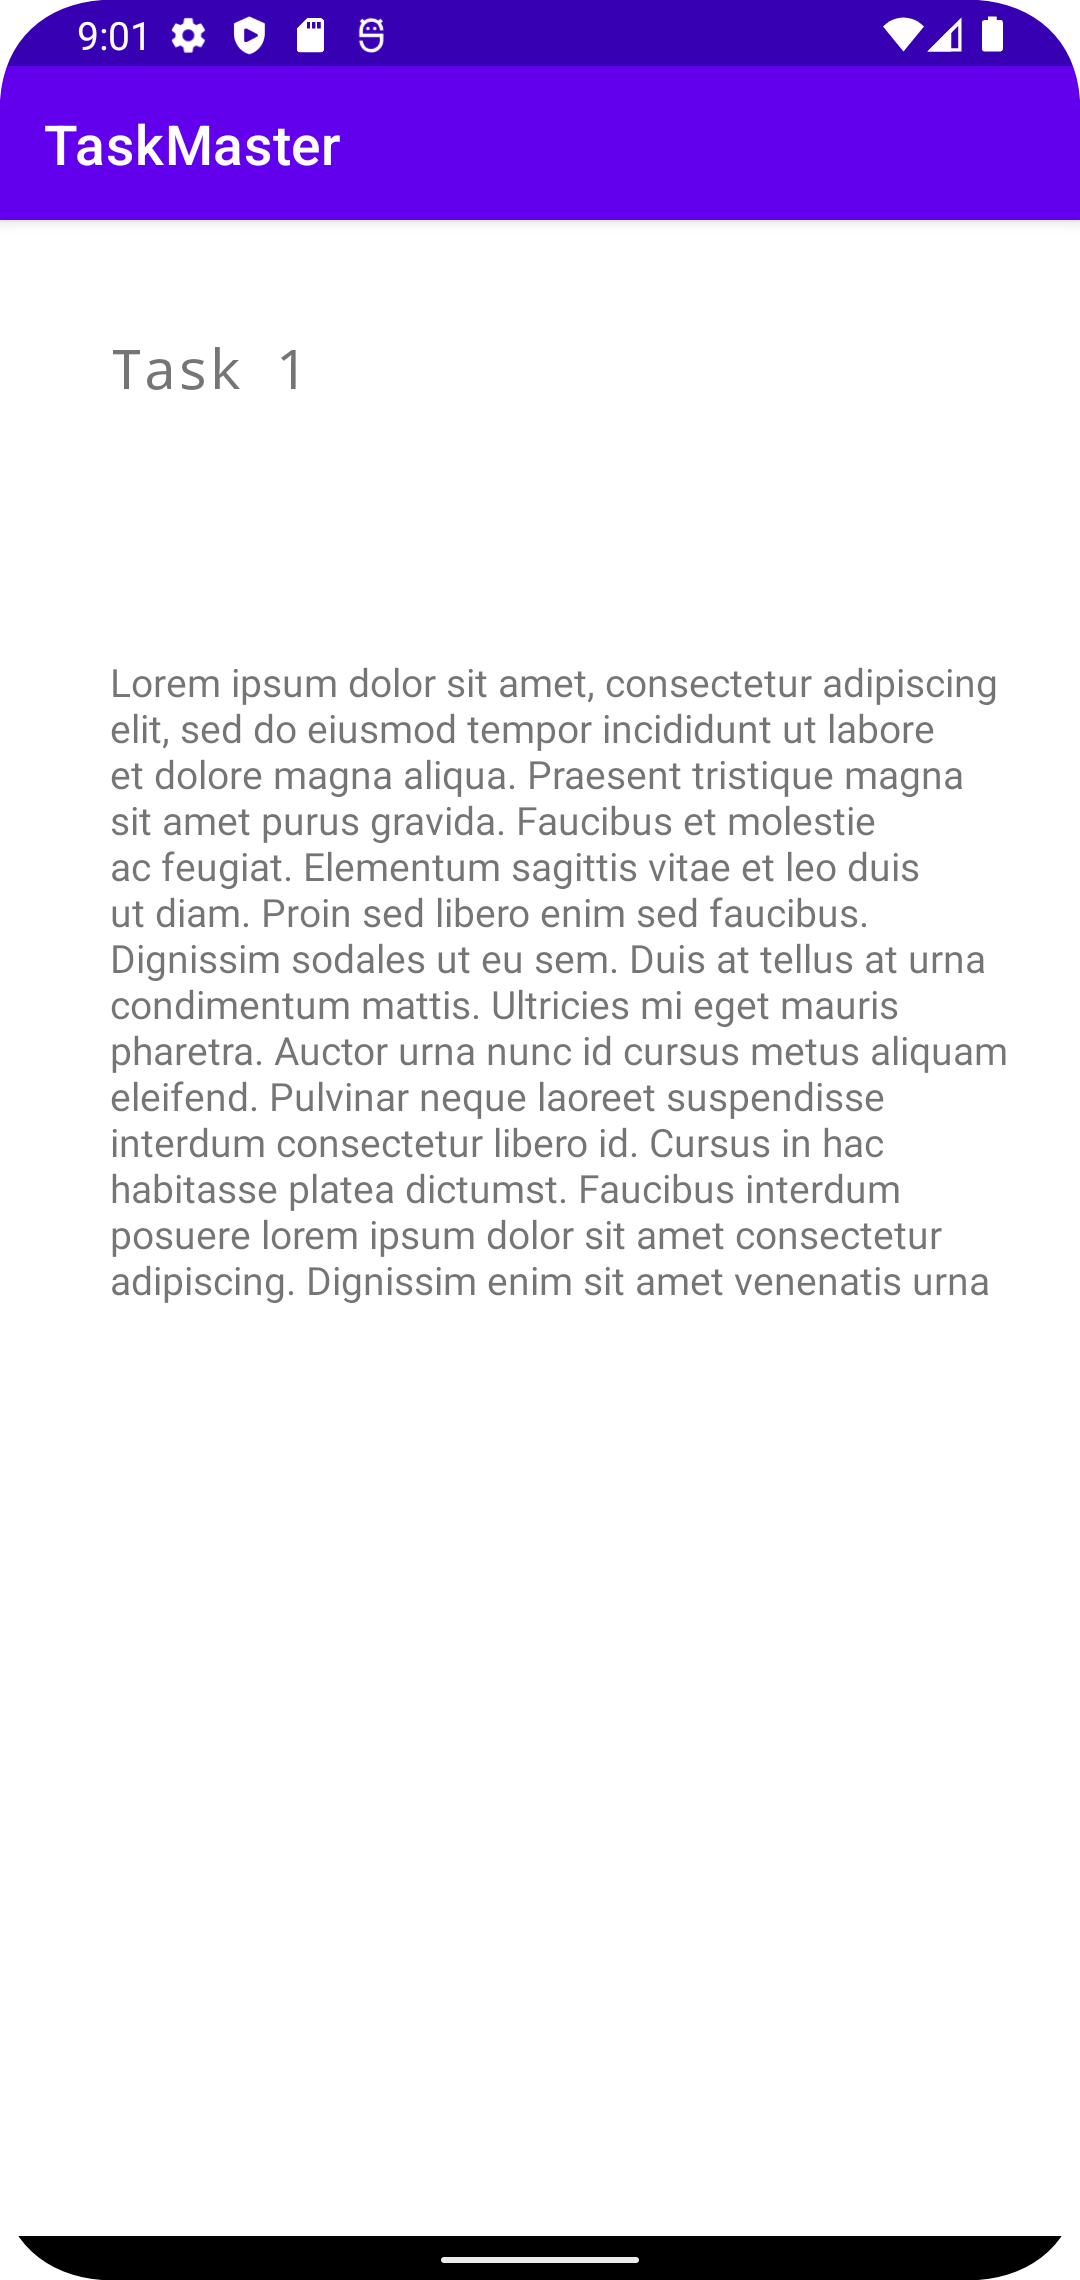 9:01
TaskMaster
Task 1
Lorem ipsum dolor sit amet, consectetur adipiscing
elit, sed do eiusmod tempor incididunt ut labore
et dolore magna aliqua. Praesent tristique magna
sit amet purus gravida. Faucibus et molestie
ac feugiat. Elementum sagittis vitae et leo duis
ut diam. Proin sed libero enim sed faucibus.
Dignissim sodales ut eu sem. Duis at tellus at urna
condimentum mattis. Ultricies mi eget mauris
pharetra. Auctor urna nunc id cursus metus aliquam
eleifend. Pulvinar neque laoreet suspendisse
interdum consectetur libero id. Cursus in hac
habitasse platea dictumst. Faucibus interdum
posuere lorem ipsum dolor sit amet consectetur
adipiscing. Dignissim enim sit amet venenatis urna